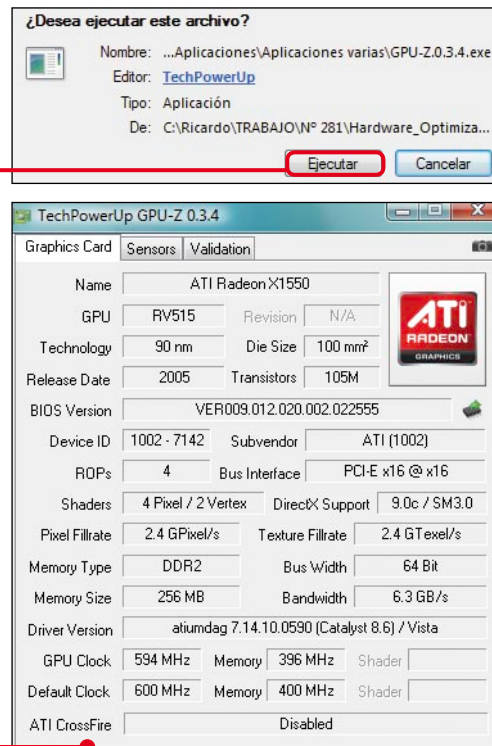 ¿Desea ejecutar este archivo?
Nombre: ...Aplicaciones\Aplicaciones varias\GPU-Z.0.3.4.exe
Editor: TechPowerUp
Tipo: Aplicación
De: C:\Ricardo\TRABAJO\Nº 281\Hardware_Optimiza...
Ejecutar Cancelar
TechPowerUp GPU-Z 0.3.4
Graphics Card Sensors Validation
Name ATI Radeon X1550
GPU RV515 Revision N/A
ATI RADEON GRAPHICS
Technology 90 nm Die Size 100 mm²
Release Date 2005 Transistors 105M
BIOS Version VER009.012.020.002.022555
Device ID 1002 - 7142 Subvendor ATI (1002)
ROPs 4 Bus Interface PCI-E x16 @ x16
Shaders 4 Pixel / 2 Vertex DirectX Support 9.0c / SM3.0
Pixel Fillrate 2.4 GPixel/s Texture Fillrate 2.4 GTexel/s
Memory Type DDR2 Bus Width 64 Bit
Memory Size 256 MB Bandwidth 6.3 GB/s
Driver Version atiumdag 7.14.10.0590 (Catalyst 8.6) / Vista
GPU Clock 594 MHz Memory 396 MHz Shader
Default Clock 600 MHz Memory 400 MHz Shader
ATI CrossFire Disabled